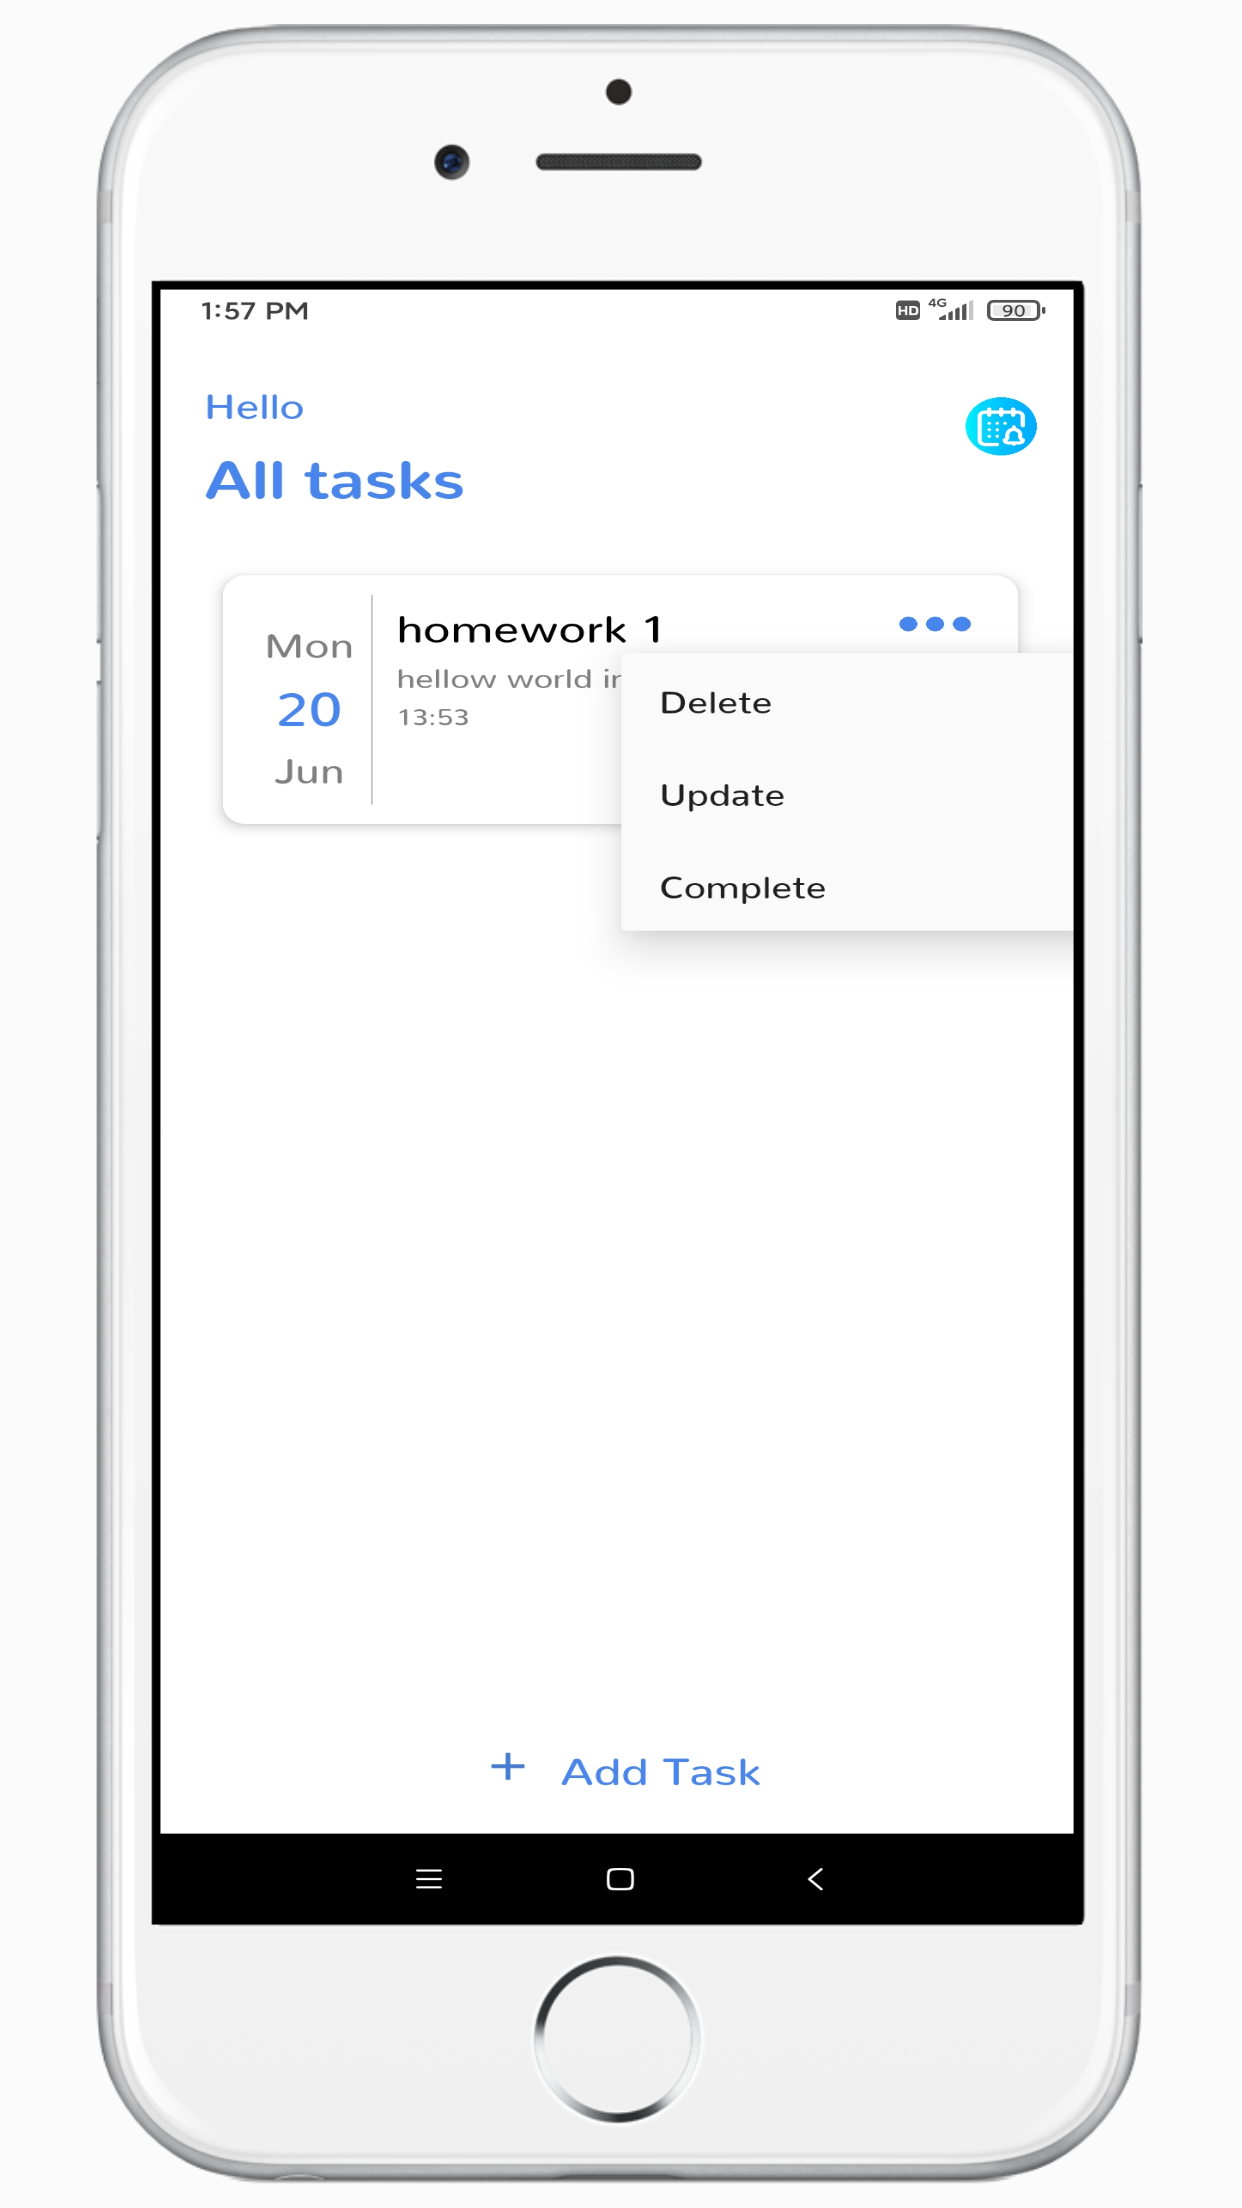 1:57 PM HD 4G 90
Hello
All tasks
homework 1
Mon
hellow world
20
13:53
Jun
Delete
Update
Complete
+ Add Task